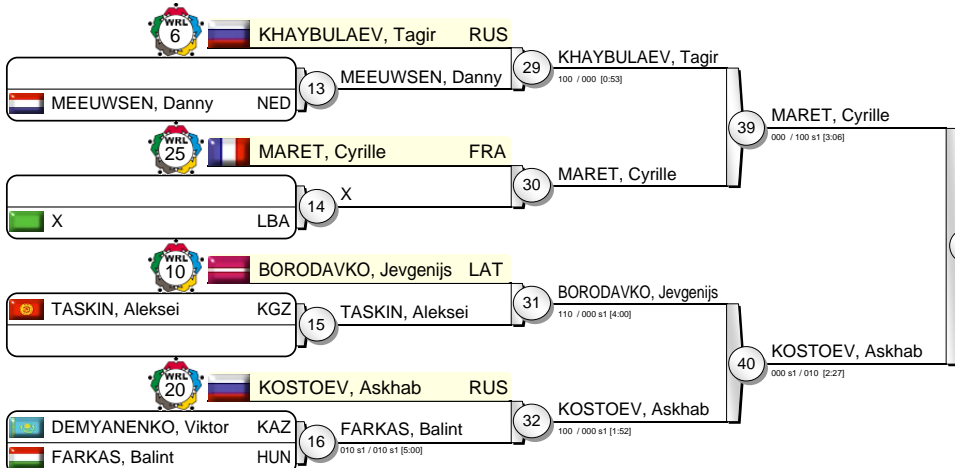 WRL
6
KHAYBULAEV, Tagir RUS
MEEUWSEN, Danny NED
13
MEEUWSEN, Danny
29
KHAYBULAEV, Tagir
100 / 000 [0:53]
WRL
25
MARET, Cyrille FRA
X LBA
14
X
30
MARET, Cyrille
39
MARET, Cyrille
000 / 100 s1 [3:06]
WRL
10
BORODAVKO, Jevgenijs LAT
TASKIN, Aleksei KGZ
15
TASKIN, Aleksei
31
BORODAVKO, Jevgenijs
110 / 000 s1 [4:00]
WRL
20
KOSTOEV, Askhab RUS
DEMYANENKO, Viktor KAZ
FARKAS, Balint HUN
16
FARKAS, Balint
010 s1 / 010 s1 [5:00]
32
KOSTOEV, Askhab
100 / 000 s1 [1:52]
40
KOSTOEV, Askhab
000 s1 / 010 [2:27]